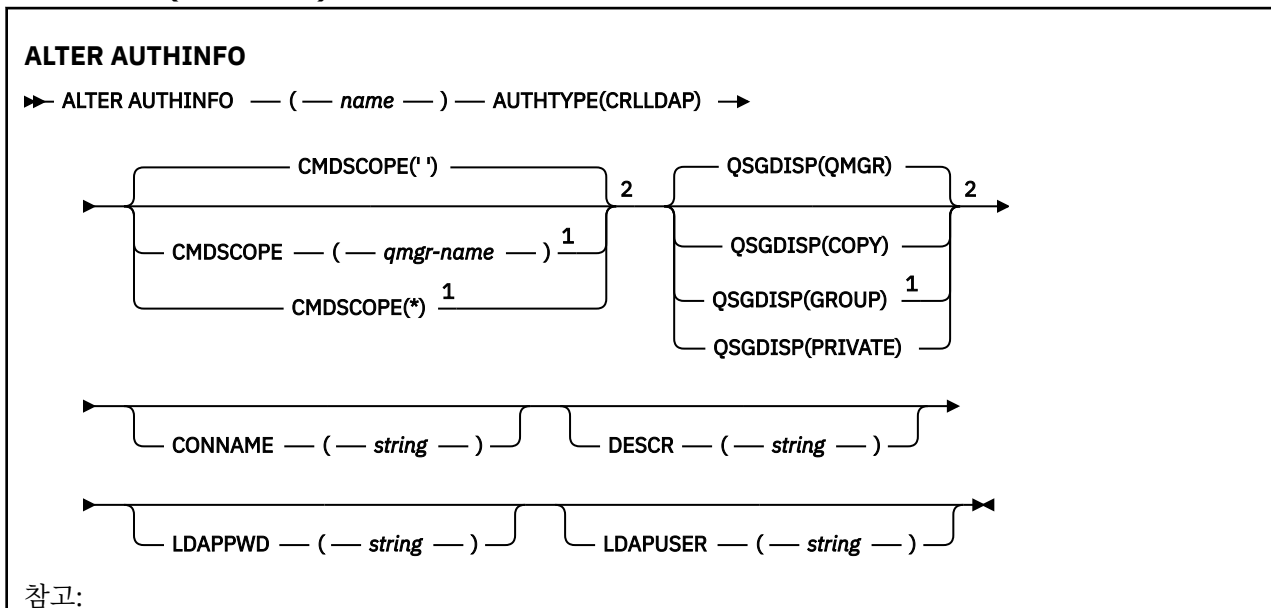 ALTER AUTHINFO
ALTER AUTHINFO ( name ) AUTHTYPE(CRLLDAP)
CMDSCOPE(' ') 2 QSGDISP(QMGR) 2
CMDSCOPE ( qmgr-name ) 1 QSGDISP(COPY)
CMDSCOPE(*) 1 QSGDISP(GROUP) 1
QSGDISP(PRIVATE)
CONNAME ( string ) DESCR ( string )
LDAPPWD ( string ) LDAPUSER ( string )
참고: